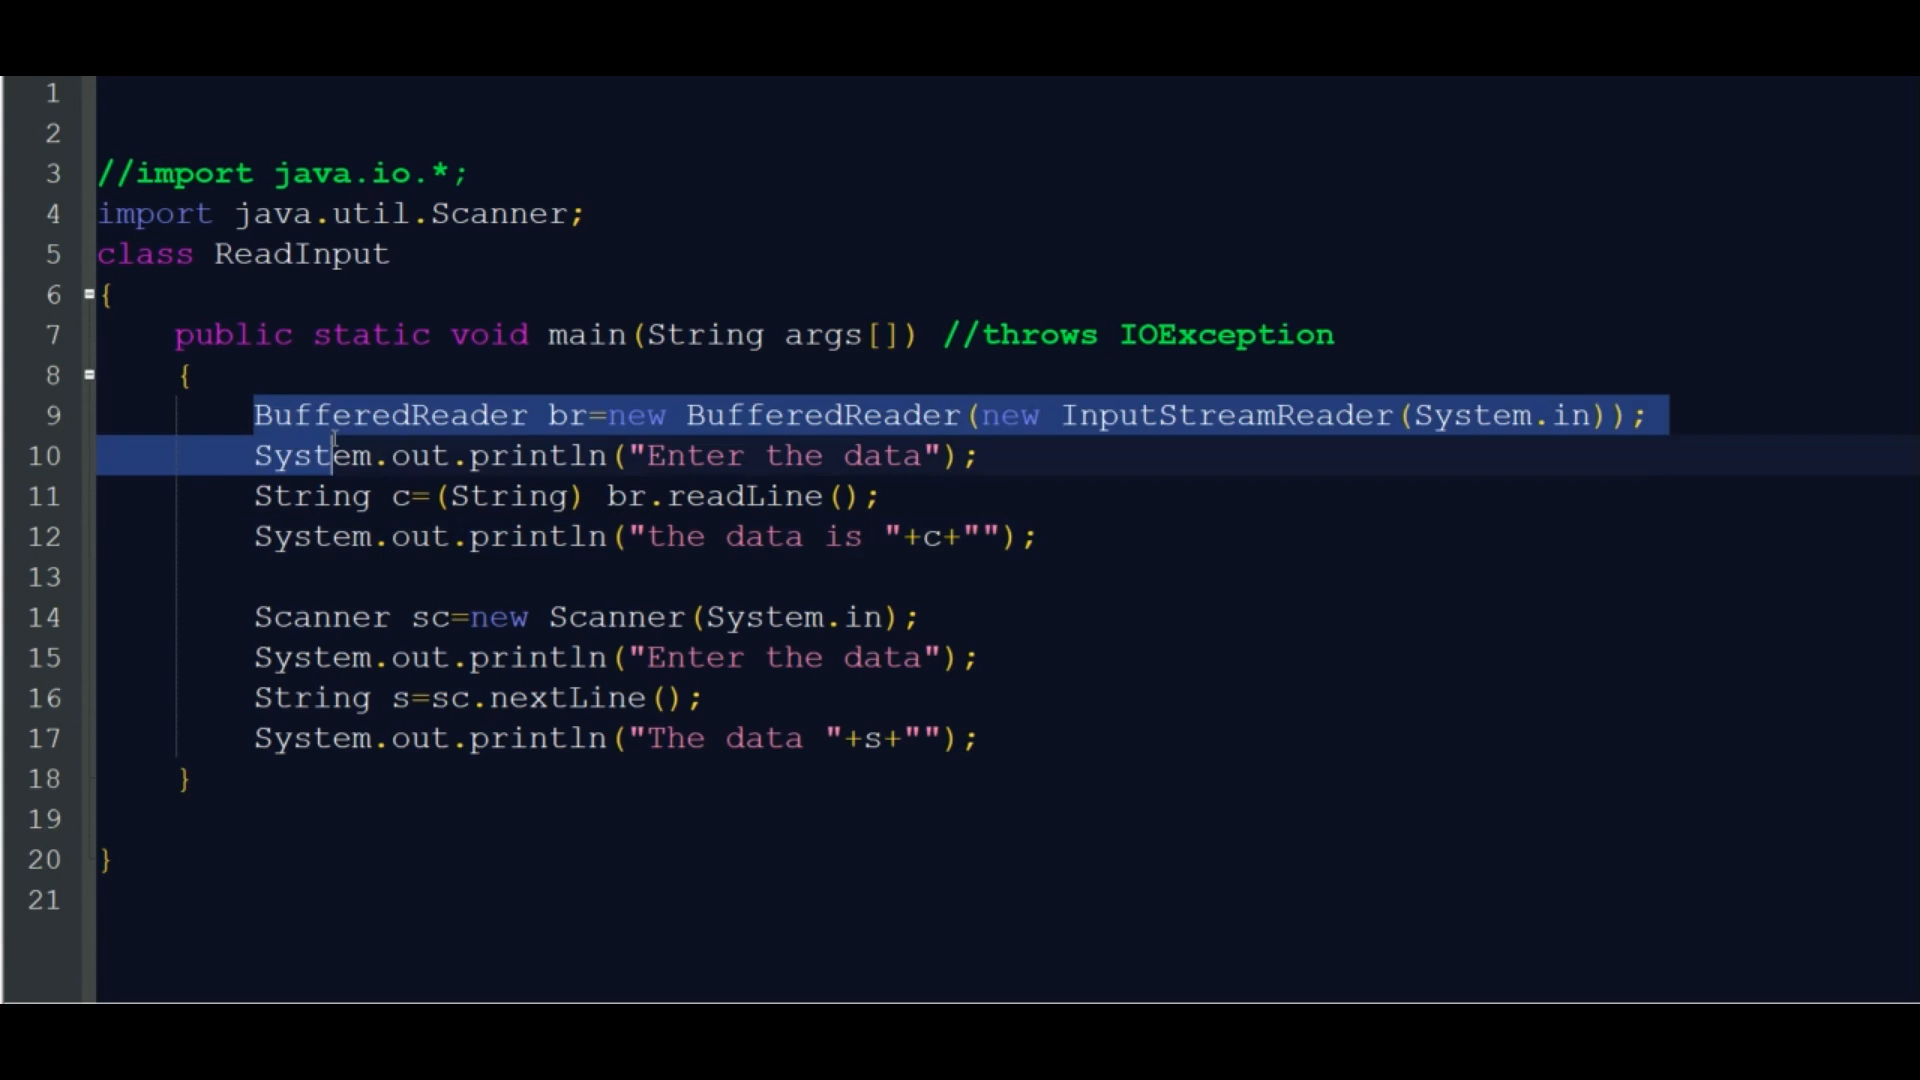 1
2
3 //import java.io.*;
4 import java.util.Scanner;
5 class ReadInput
6 {
7 public static void main(String args[]) //throws IOException
8 {
9 BufferedReader br=new BufferedReader(new InputStreamReader(System.in));
10 System.out.println("Enter the data");
11 String c=(String) br.readLine();
12 System.out.println("the data is "+c+"");
13
14 Scanner sc=new Scanner(System.in);
15 System.out.println("Enter the data");
16 String s=sc.nextLine();
17 System.out.println("The data "+s+"");
18 }
19
20 }
21